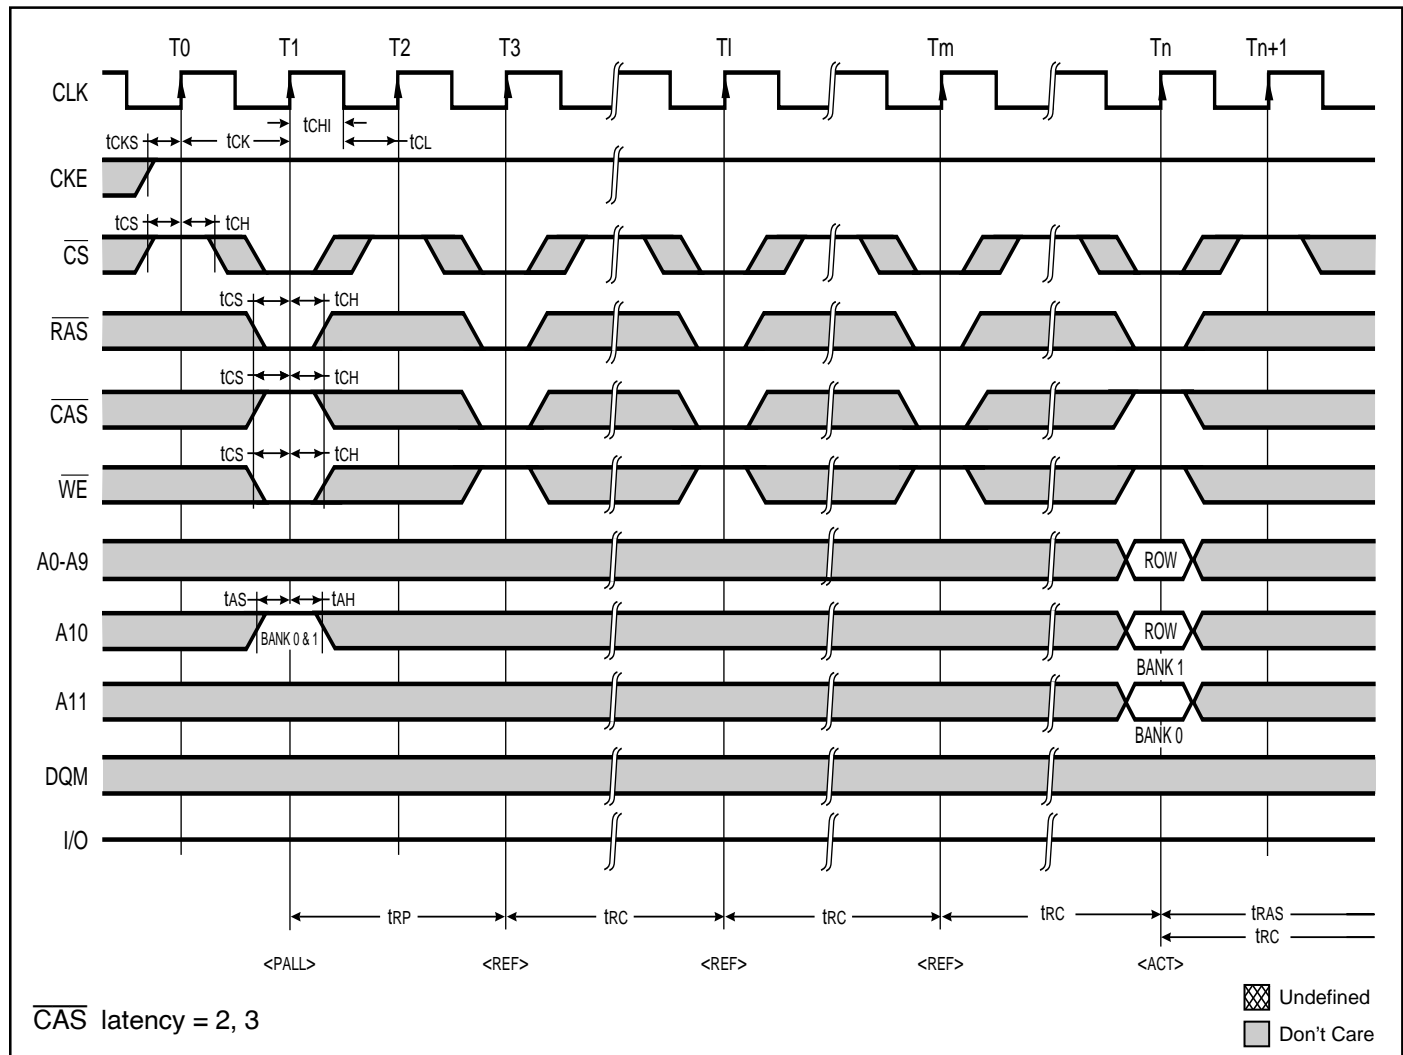 T0 T1 T2 T3 Tl Tm Tn Tn+1
CLK
tCHI
tCKS tCK tCL
CKE
tCS tCH
CS
tCS tCH
RAS
tCS tCH
CAS
tCS tCH
WE
A0-A9 ROW
tAS tAH
A10 BANK 0 & 1 ROW
BANK 1
A11
BANK 0
DQM
I/O
tRP tRC tRC tRC tRAS
tRC
<PALL> <REF> <REF> <REF> <ACT>
Undefined
CAS latency = 2, 3
Don't Care